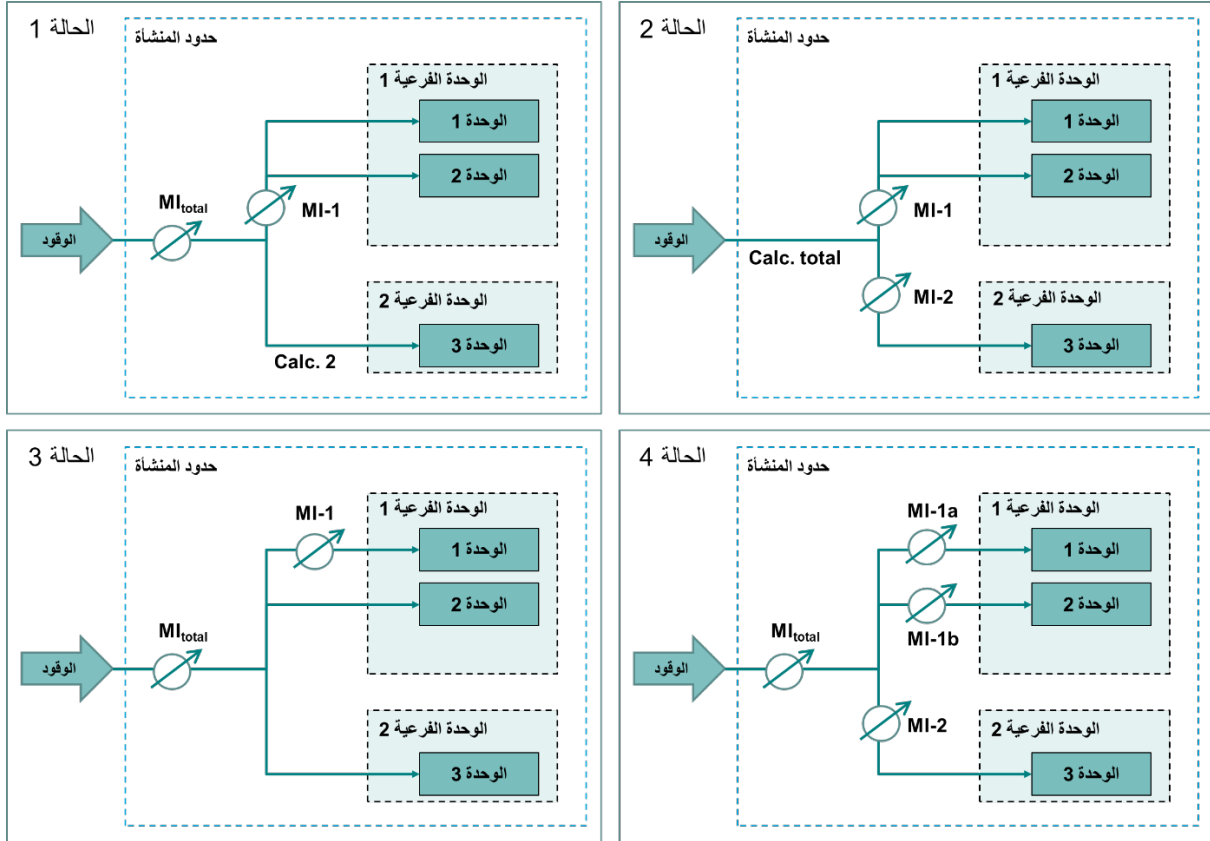 الحالة 1
حدود المنشأة
الوحدة الفرعية 1
الوحدة 1
الوحدة 2
MItotal
MI-1
الوقود
الوحدة الفرعية 2
الوحدة 3
Calc. 2
الحالة 2
حدود المنشأة
الوحدة الفرعية 1
الوحدة 1
الوحدة 2
MI-1
الوقود
Calc. total
MI-2
الوحدة الفرعية 2
الوحدة 3
الحالة 3
حدود المنشأة
MI-1
الوحدة الفرعية 1
الوحدة 1
الوحدة 2
MItotal
الوقود
الوحدة الفرعية 2
الوحدة 3
الحالة 4
حدود المنشأة
MI-1a
الوحدة الفرعية 1
الوحدة 1
الوحدة 2
MI-1b
MItotal
الوقود
MI-2
الوحدة الفرعية 2
الوحدة 3